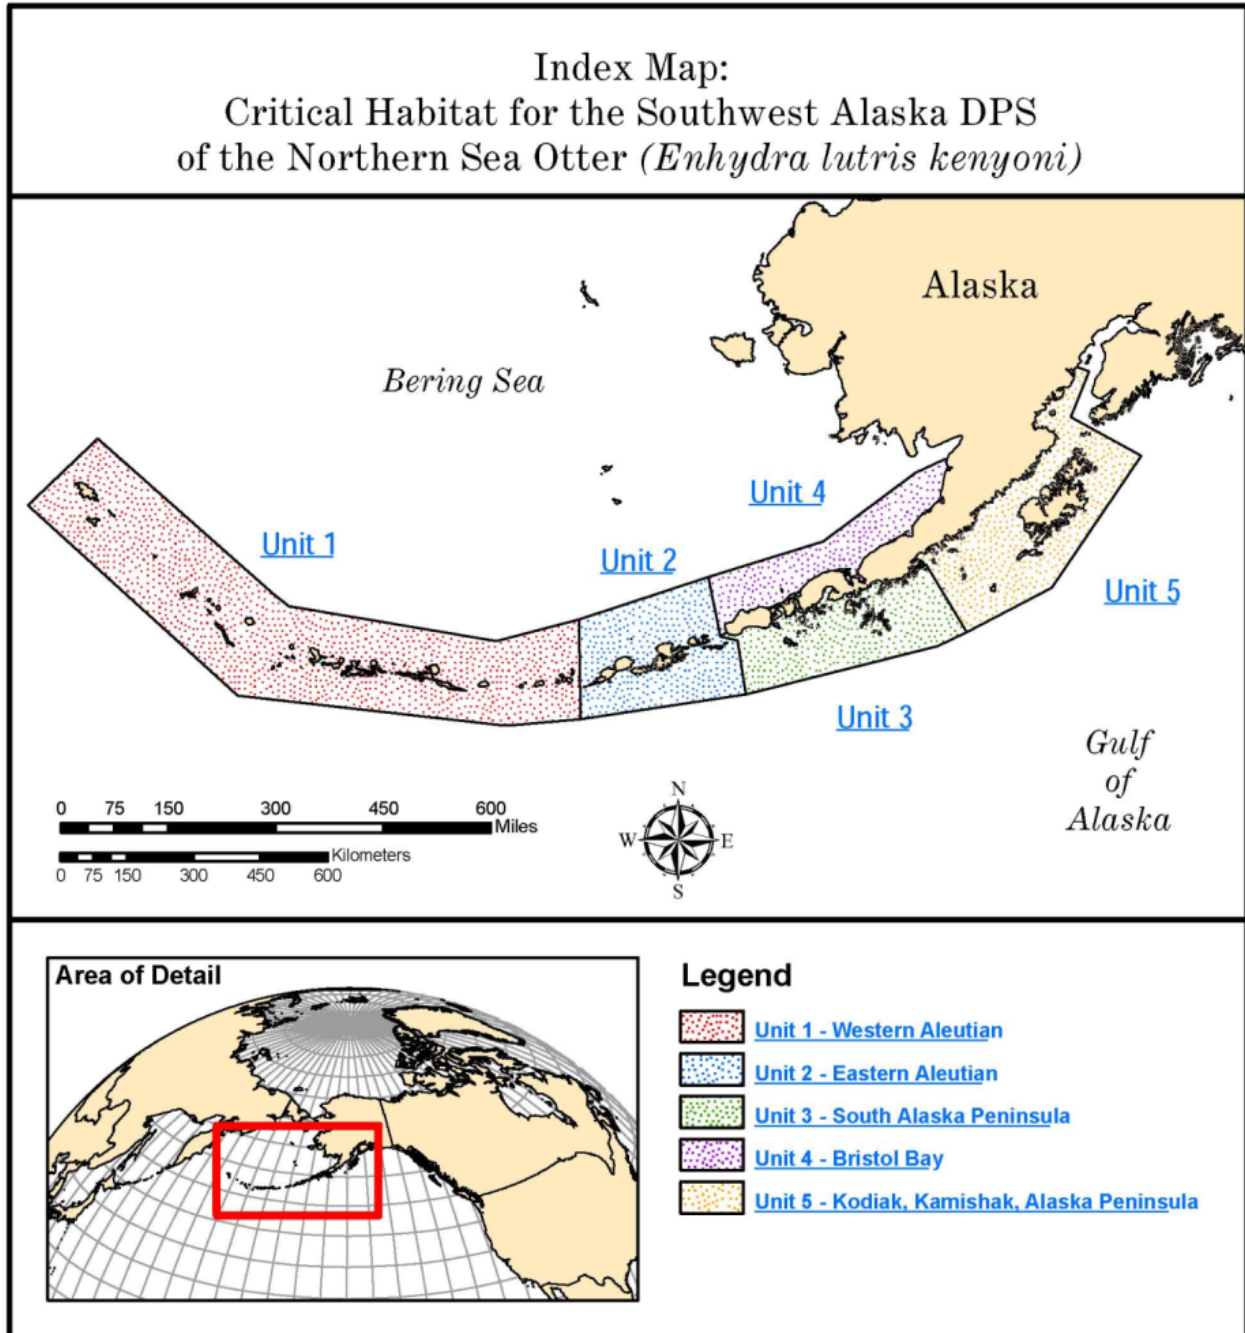 Index Map:
Critical Habitat for the Southwest Alaska DPS
of the Northern Sea Otter (Enhydra lutris kenyoni)
Alaska
Bering Sea
Unit 4
Unit 1
Unit 2
Unit 5
Unit 3
Gulf
of
Alaska
0 75 150 300 450 600
Miles
Kilometers
0 75 150 300 450 600
N
W E
S
Area of Detail
Legend
Unit 1 - Western Aleutian
Unit 2 - Eastern Aleutian
Unit 3 - South Alaska Peninsula
Unit 4 - Bristol Bay
Unit 5 - Kodiak, Kamishak, Alaska Peninsula